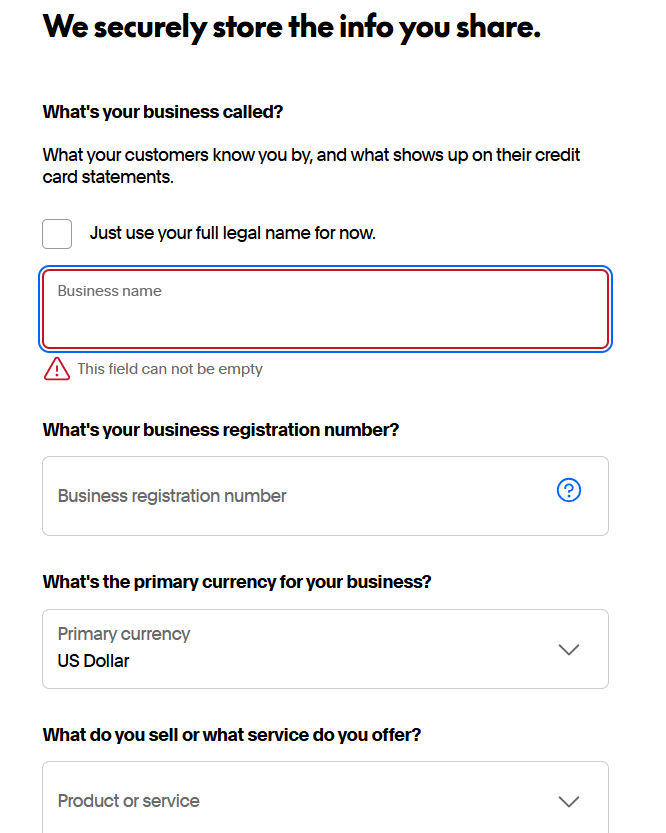 We securely store the info you share.
What's your business called?
What your customers know you by, and what shows up on their credit
card statements.
Just use your full legal name for now.
Business name
This field can not be empty
What's your business registration number?
Business registration number
What's the primary currency for your business?
Primary currency
US Dollar
What do you sell or what service do you offer?
Product or service